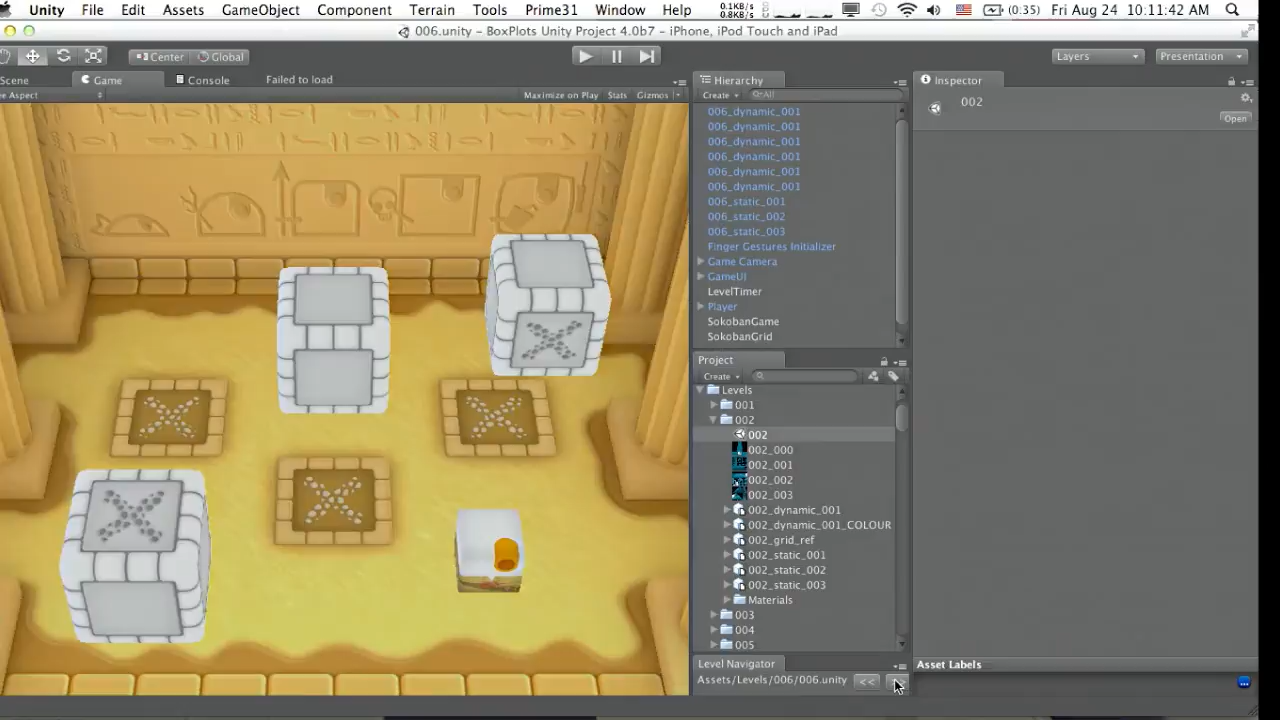 Unity File Edit Assets GameObject Component Terrain Tools Prime31 Window Help 0.1KB/s 0.8KB/s (0:35) Fri Aug 24 10:11:42 AM
006.unity - BoxPlots Unity Project 4.0b7 - iPhone, iPod Touch and iPad
Center Global Layers Presentation
Scene Game Console Failed to load Hierarchy Inspector
ee Aspect Maximize on Play Stats Gizmos Create All
002
Open
006_dynamic_001
006_dynamic_001
006_dynamic_001
006_dynamic_001
006_dynamic_001
006_dynamic_001
006_static_001
006_static_002
006_static_003
Finger Gestures Initializer
Game Camera
GameUI
LevelTimer
Player
SokobanGame
SokobanGrid
Project
Create
Levels
001
002
002
002_000
002_001
002_002
002_003
002_dynamic_001
002_dynamic_001_COLOUR
002_grid_ref
002_static_001
002_static_002
002_static_003
Materials
003
004
005
Level Navigator Asset Labels
Assets/Levels/006/006.unity <<